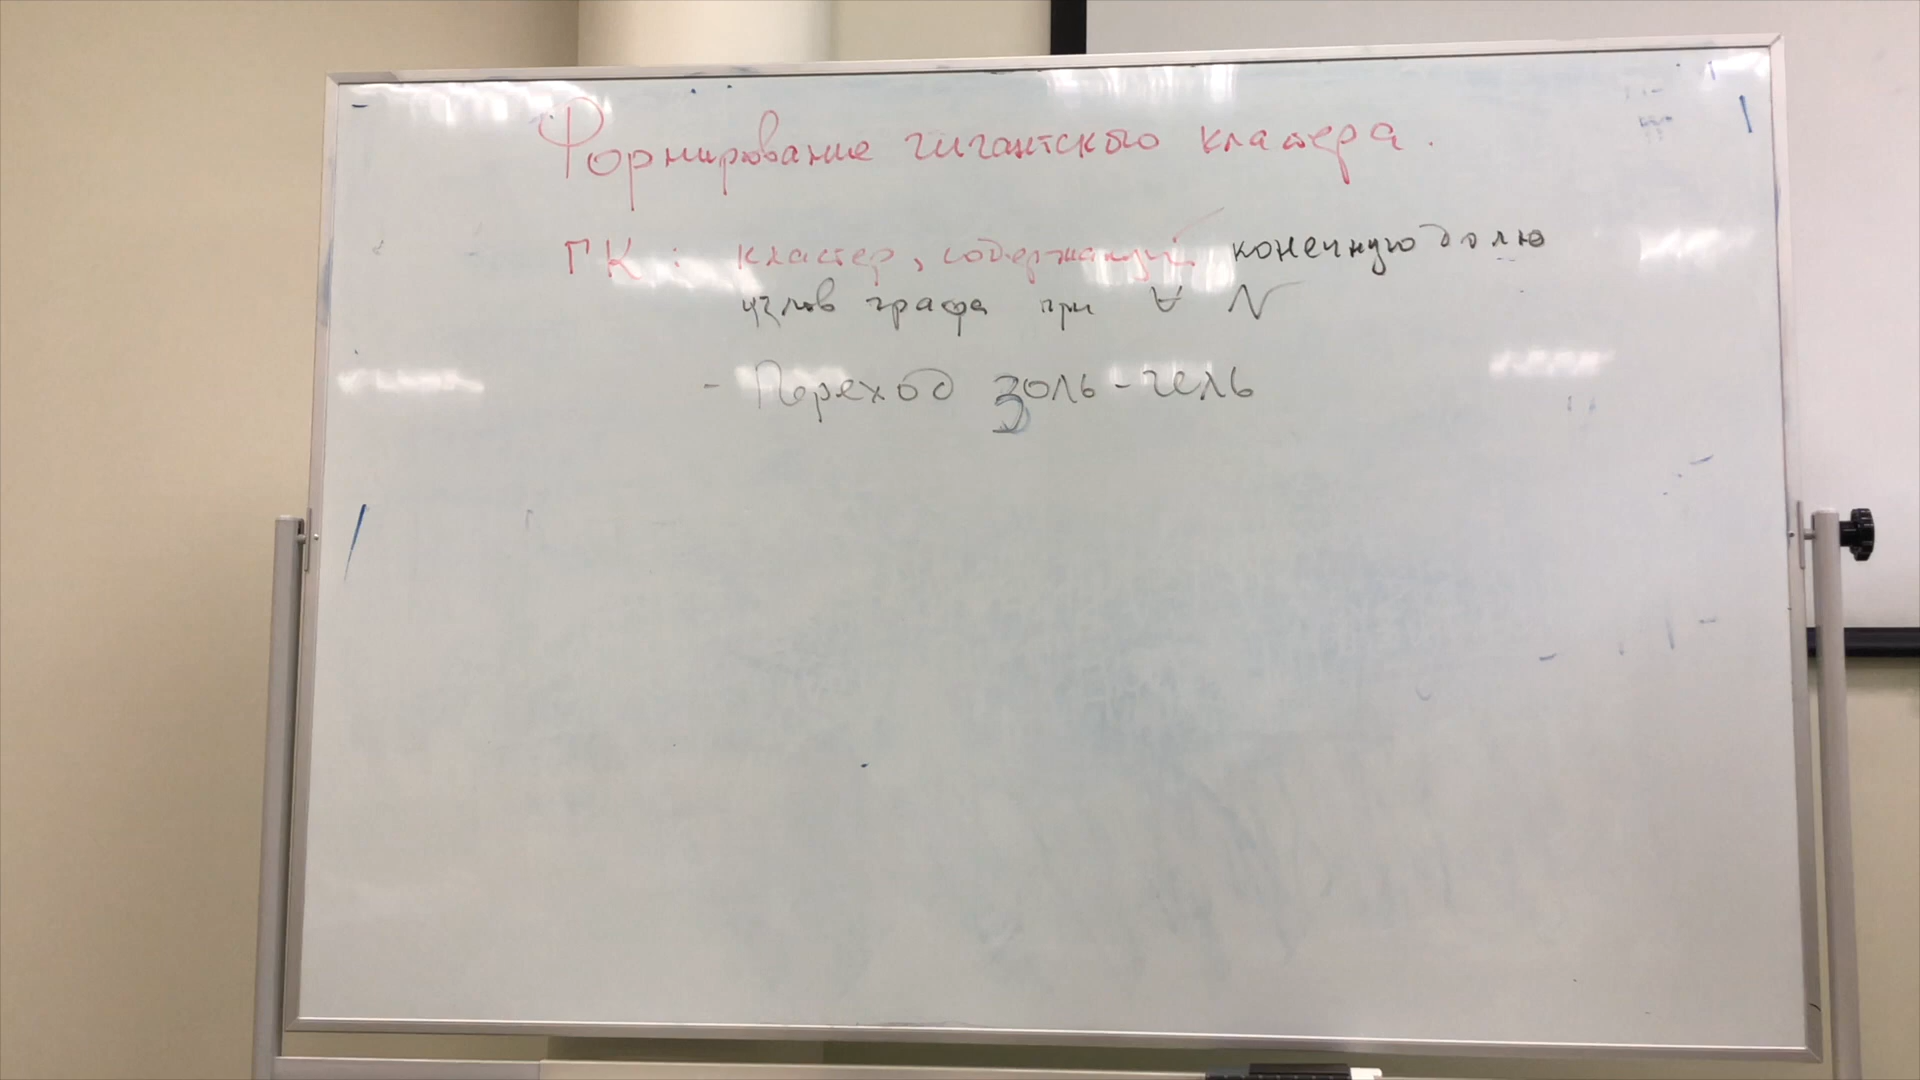 Формирование гигантского кластера.
ГК: кластер, содержащий конечную долю
узлов графа при ∀ N
- Переход золь-гель